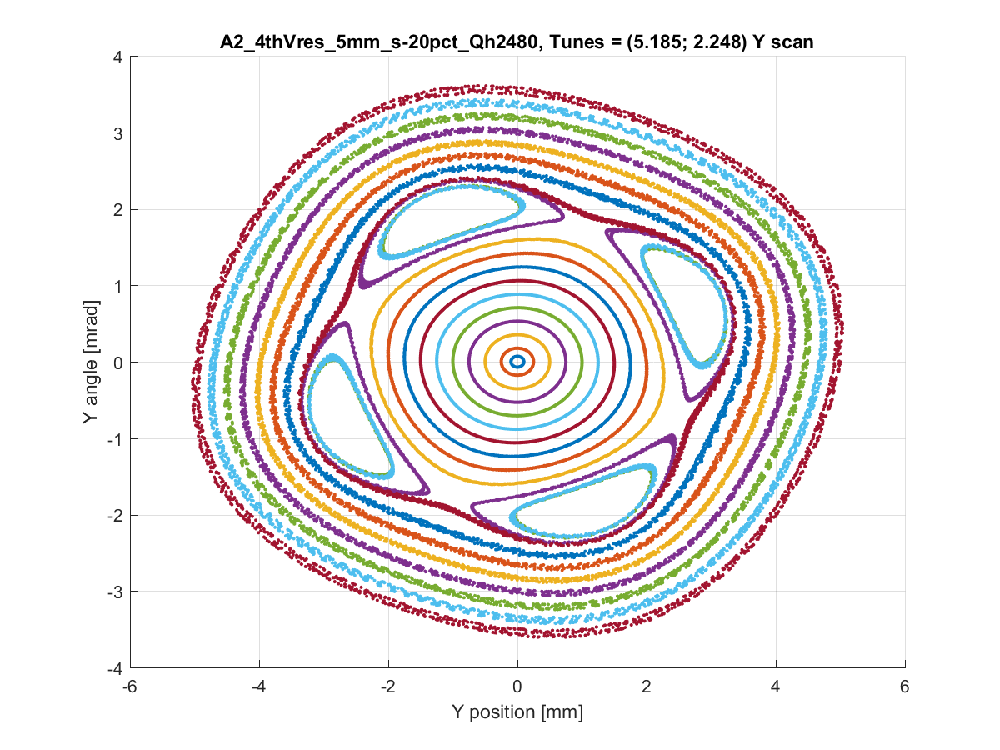 A2_4thVres_5mm_s-20pct_Qh2480, Tunes = (5.185; 2.248) Y scan
4
3
2
1
0
-1
-2
-3
-4
Y angle [mrad]
-6 -4 -2 0 2 4 6
Y position [mm]